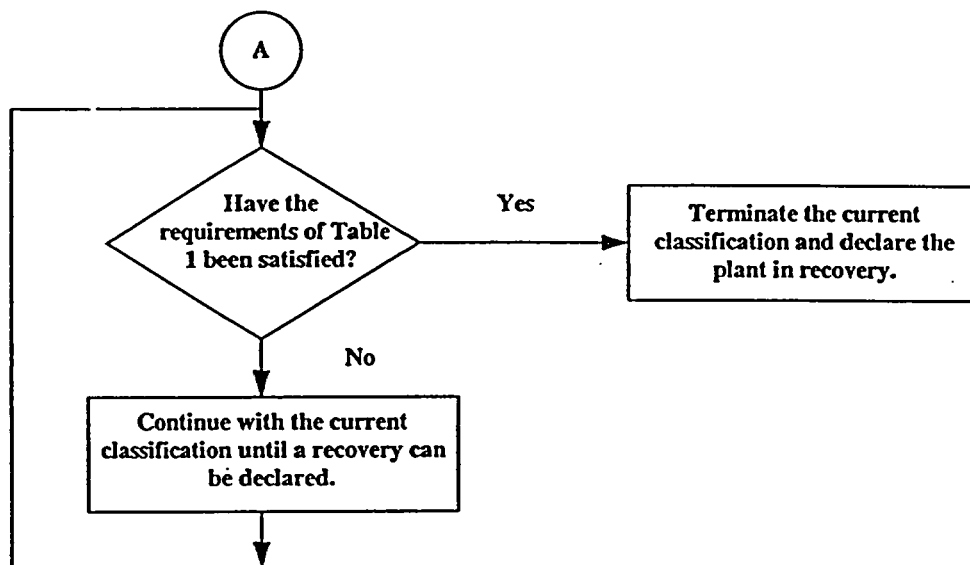 A
Have the
requirements of Table
1 been satisfied?
Yes
Terminate the current
classification and declare the
plant in recovery.
No
Continue with the current
classification until a recovery can
be declared.